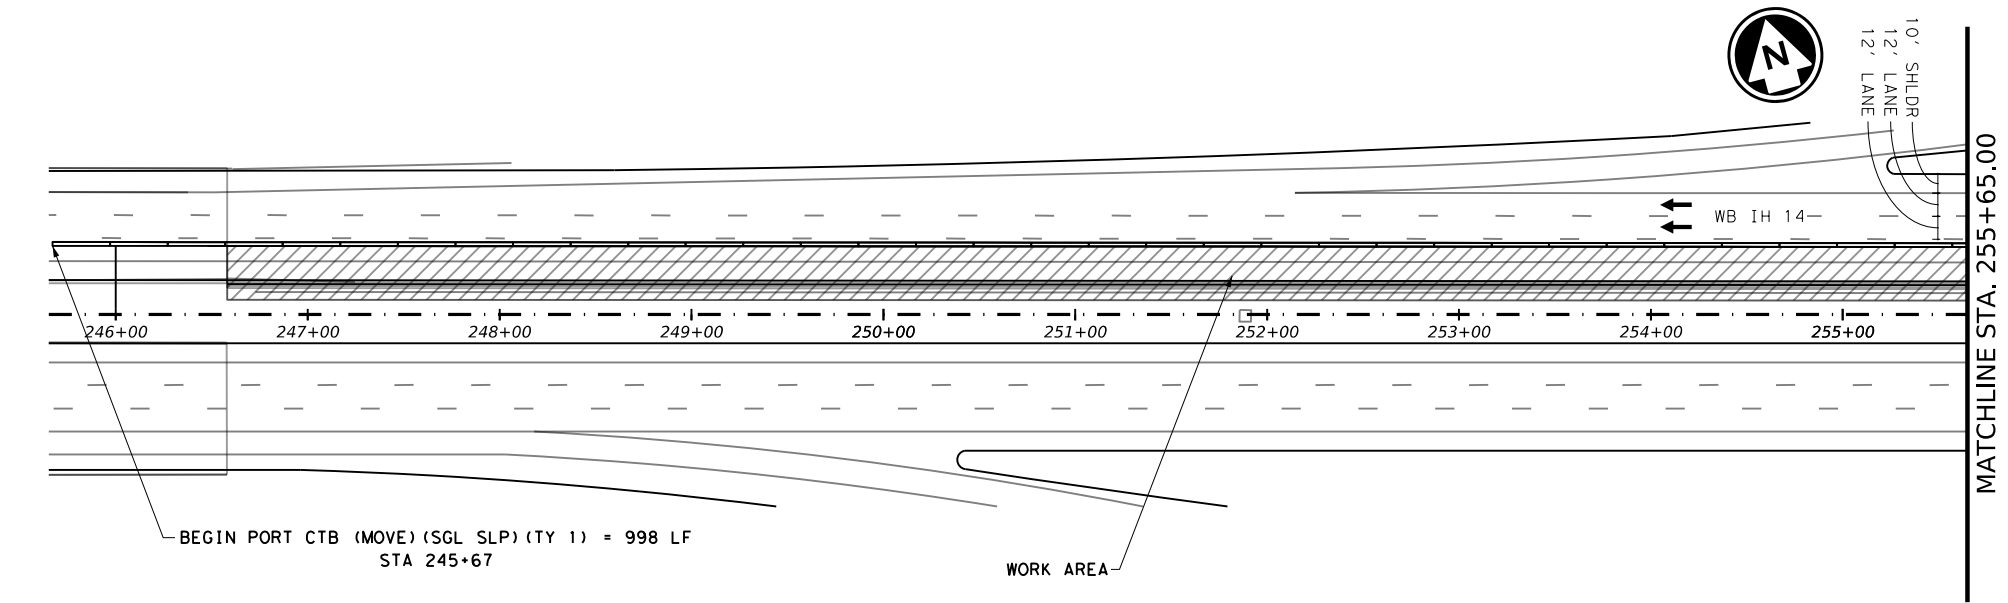 N
10' SHLDR
12' LANE
12' LANE
WB IH 14
MATCHLINE STA. 255+65.00
246+00 247+00 248+00 249+00 250+00 251+00 252+00 253+00 254+00 255+00
BEGIN PORT CTB (MOVE)(SGL SLP)(TY 1) = 998 LF
STA 245+67
WORK AREA